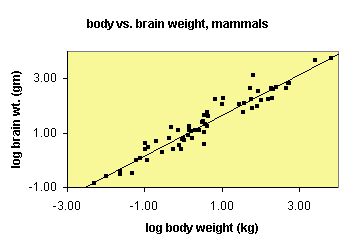 body vs. brain weight, mammals
log brain wt. (gm)
3.00
1.00
-1.00
-3.00 -1.00 1.00 3.00
log body weight (kg)